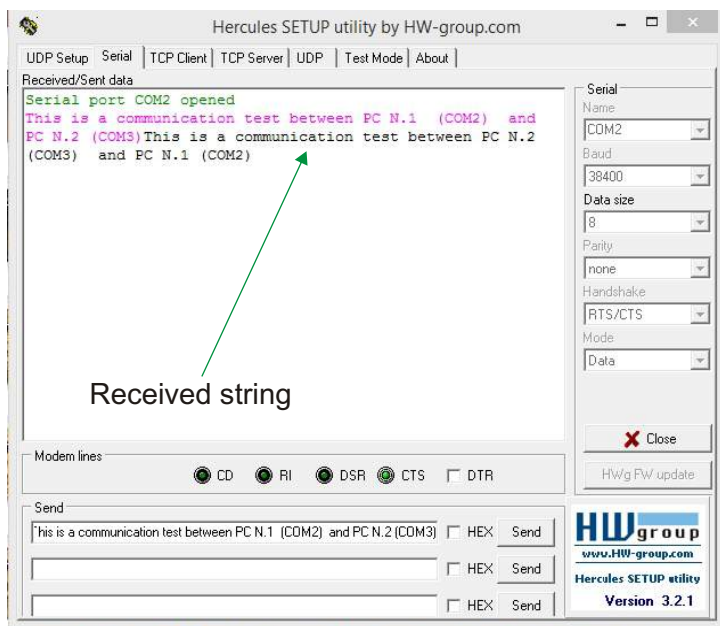 Hercules SETUP utility by HW-group.com
UDP Setup Serial TCP Client TCP Server UDP Test Mode About
Received/Sent data
Serial port COM2 opened
This is a communication test between PC N.1 (COM2) and
PC N.2 (COM3)This is a communication test between PC N.2
(COM3) and PC N.1 (COM2)
Received string
Serial
Name
COM2
Baud
38400
Data size
8
Parity
none
Handshake
RTS/CTS
Mode
Data
Close
HWg FW update
Modem lines
CD RI DSR CTS DTR
Send
his is a communication test between PC N.1 (COM2) and PC N.2 (COM3) HEX Send
HEX Send
HEX Send
HWgroup
www.HW-group.com
Hercules SETUP utility
Version 3.2.1